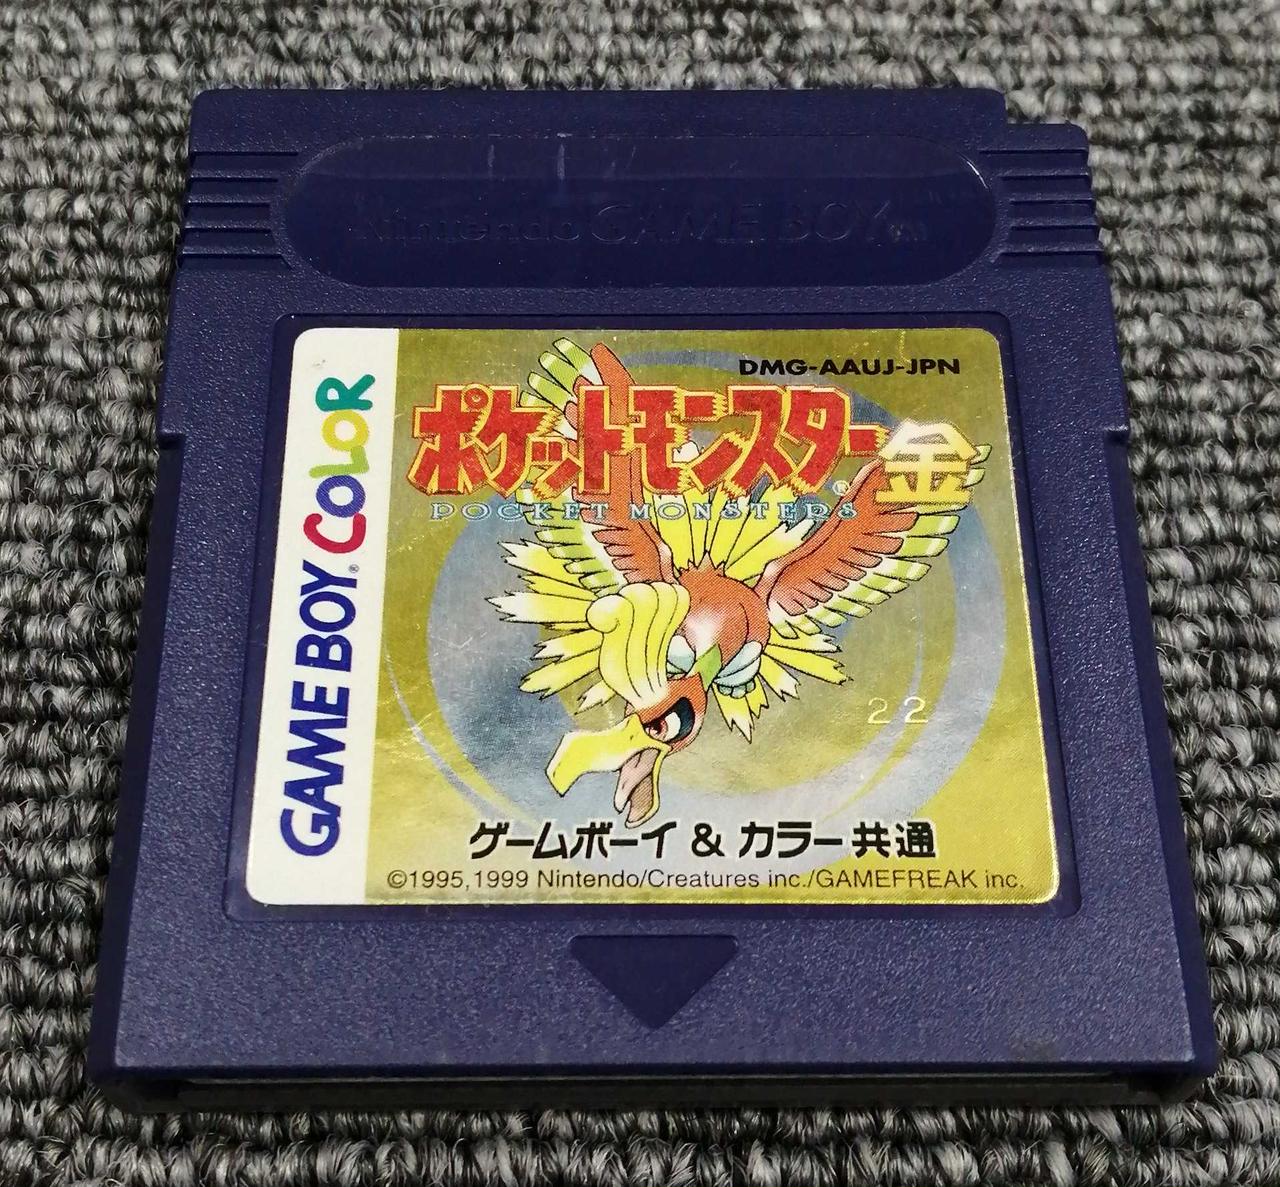 Nintendo GAME BOY™
GAME BOY COLOR
DMG-AAUJ-JPN
ポケットモンスター®金
POCKET MONSTERS
22
ゲームボーイ & カラー共通
©1995,1999 Nintendo/Creatures inc./GAMEFREAK inc.